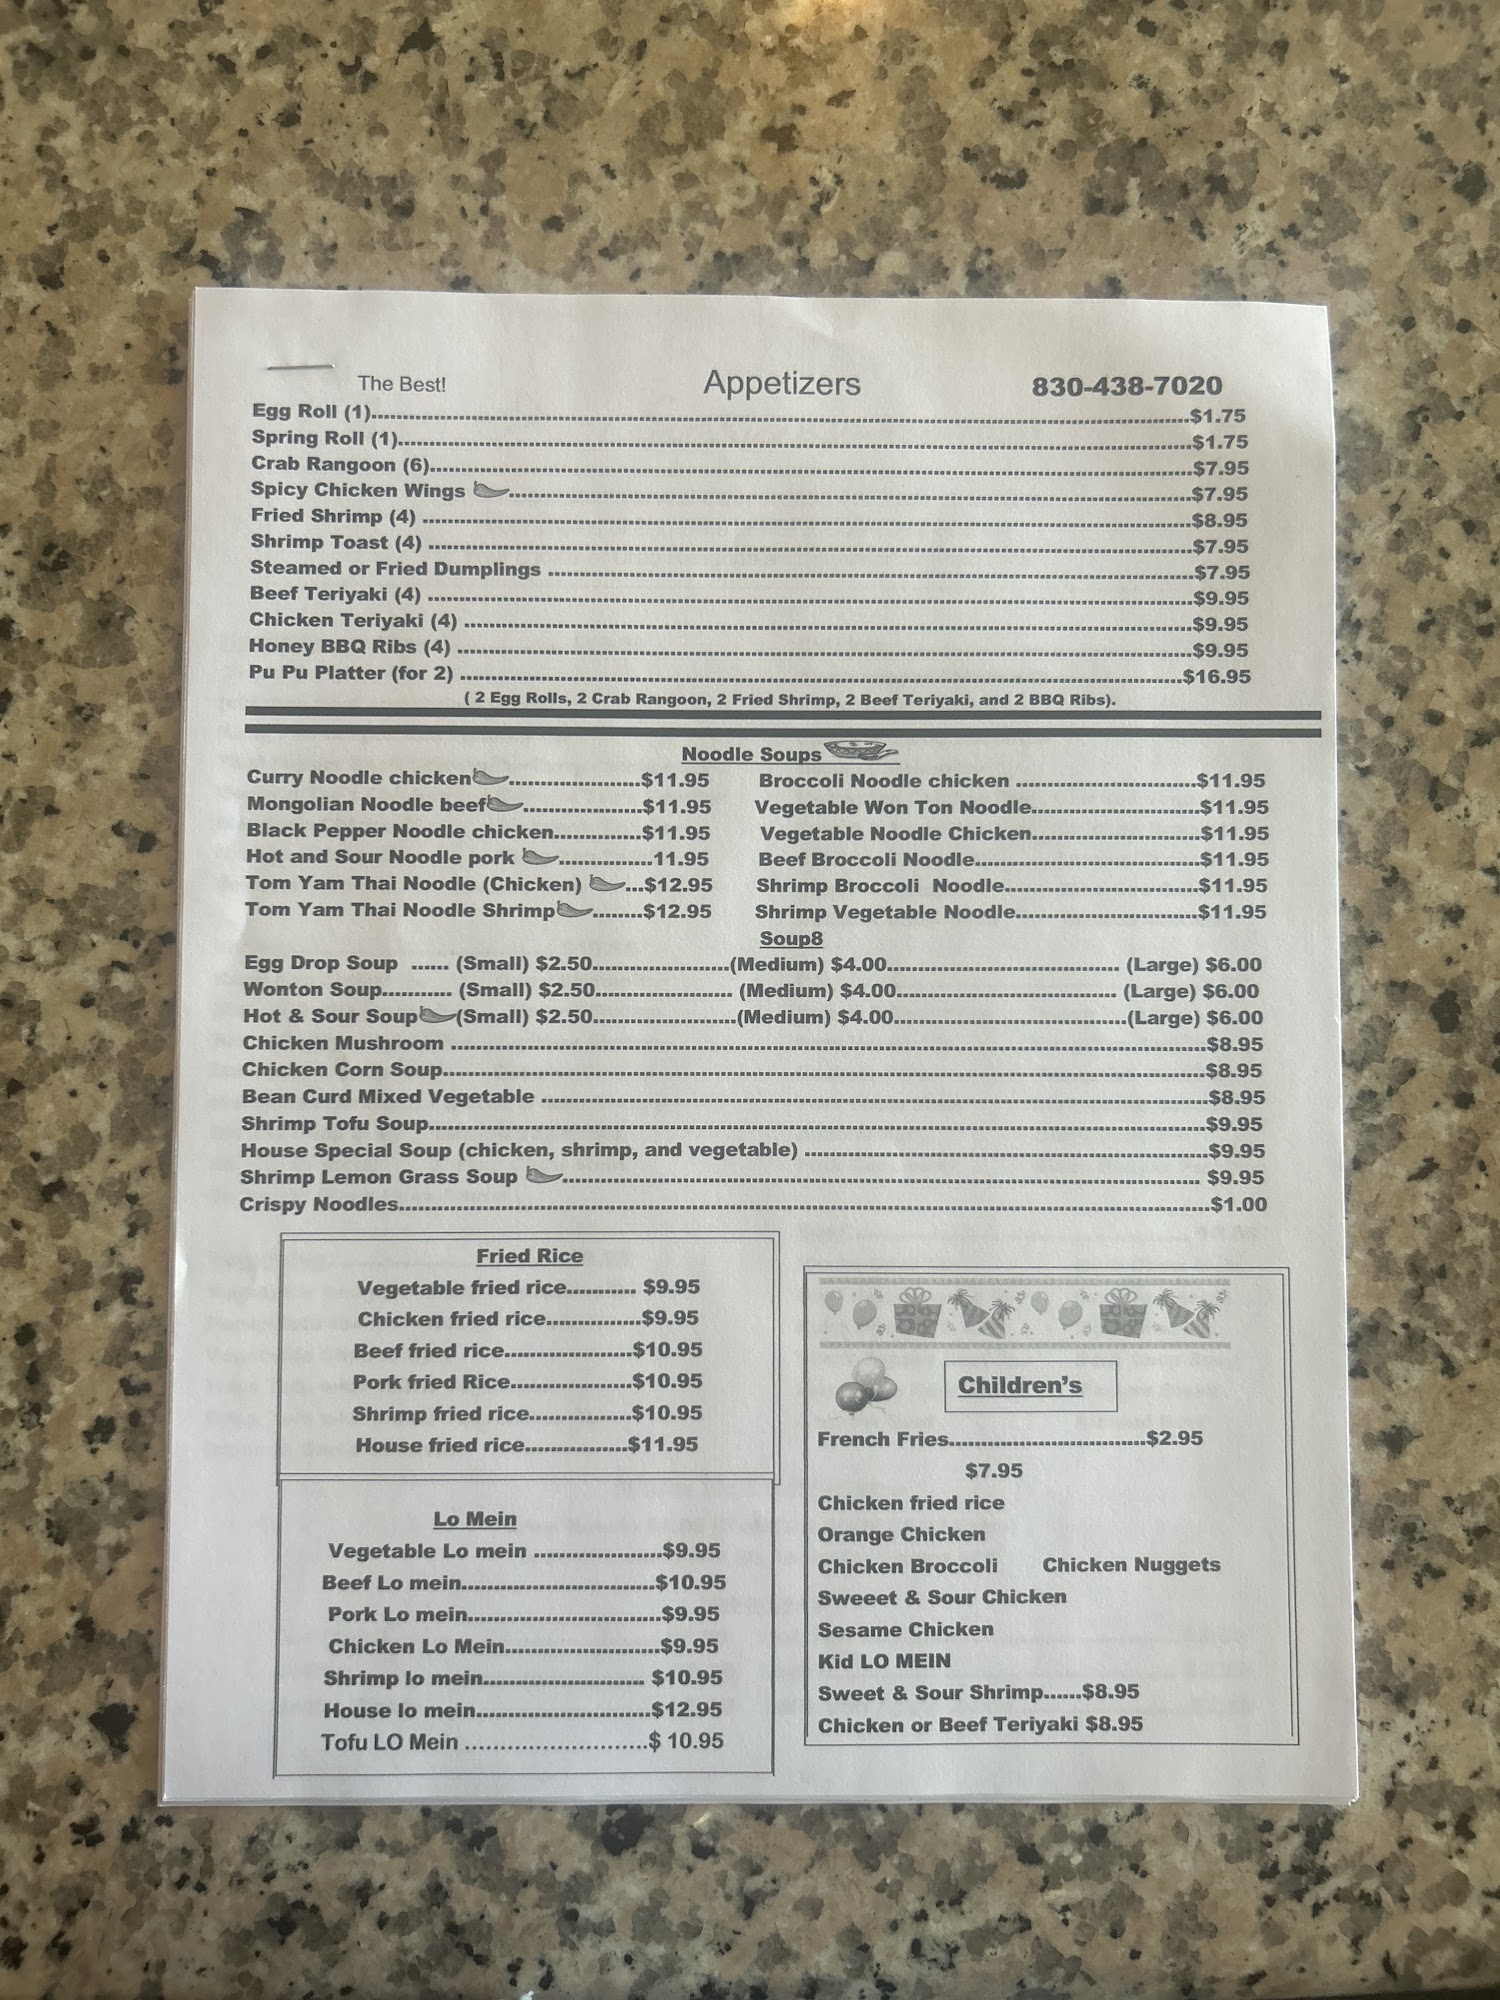 The Best! Appetizers 830-438-7020
Egg Roll (1)..........$1.75
Spring Roll (1)..........$1.75
Crab Rangoon (6)..........$7.95
Spicy Chicken Wings ..........$7.95
Fried Shrimp (4) ..........$8.95
Shrimp Toast (4) ..........$7.95
Steamed or Fried Dumplings ..........$7.95
Beef Teriyaki (4) ..........$9.95
Chicken Teriyaki (4) ..........$9.95
Honey BBQ Ribs (4) ..........$9.95
Pu Pu Platter (for 2) ..........$16.95
( 2 Egg Rolls, 2 Crab Rangoon, 2 Fried Shrimp, 2 Beef Teriyaki, and 2 BBQ Ribs).
Noodle Soups
Curry Noodle chicken..........$11.95
Mongolian Noodle beef..........$11.95
Black Pepper Noodle chicken..........$11.95
Hot and Sour Noodle pork ..........11.95
Tom Yam Thai Noodle (Chicken) ...$12.95
Tom Yam Thai Noodle Shrimp........$12.95
Broccoli Noodle chicken ..........$11.95
Vegetable Won Ton Noodle..........$11.95
Vegetable Noodle Chicken..........$11.95
Beef Broccoli Noodle..........$11.95
Shrimp Broccoli Noodle..........$11.95
Shrimp Vegetable Noodle..........$11.95
Soup8
Egg Drop Soup ...... (Small) $2.50..........(Medium) $4.00.......... (Large) $6.00
Wonton Soup........... (Small) $2.50.......... (Medium) $4.00.......... (Large) $6.00
Hot & Sour Soup (Small) $2.50..........(Medium) $4.00..........(Large) $6.00
Chicken Mushroom ..........$8.95
Chicken Corn Soup..........$8.95
Bean Curd Mixed Vegetable ..........$8.95
Shrimp Tofu Soup..........$9.95
House Special Soup (chicken, shrimp, and vegetable) ..........$9.95
Shrimp Lemon Grass Soup .......... $9.95
Crispy Noodles..........$1.00
Fried Rice
Vegetable fried rice........... $9.95
Chicken fried rice...............$9.95
Beef fried rice....................$10.95
Pork fried Rice...................$10.95
Shrimp fried rice................$10.95
House fried rice................$11.95
Lo Mein
Vegetable Lo mein ....................$9.95
Beef Lo mein..............................$10.95
Pork Lo mein..............................$9.95
Chicken Lo Mein........................$9.95
Shrimp lo mein......................... $10.95
House lo mein...........................$12.95
Tofu LO Mein ..........................$ 10.95
Children's
French Fries...............................$2.95
$7.95
Chicken fried rice
Orange Chicken
Chicken Broccoli Chicken Nuggets
Sweeet & Sour Chicken
Sesame Chicken
Kid LO MEIN
Sweet & Sour Shrimp......$8.95
Chicken or Beef Teriyaki $8.95